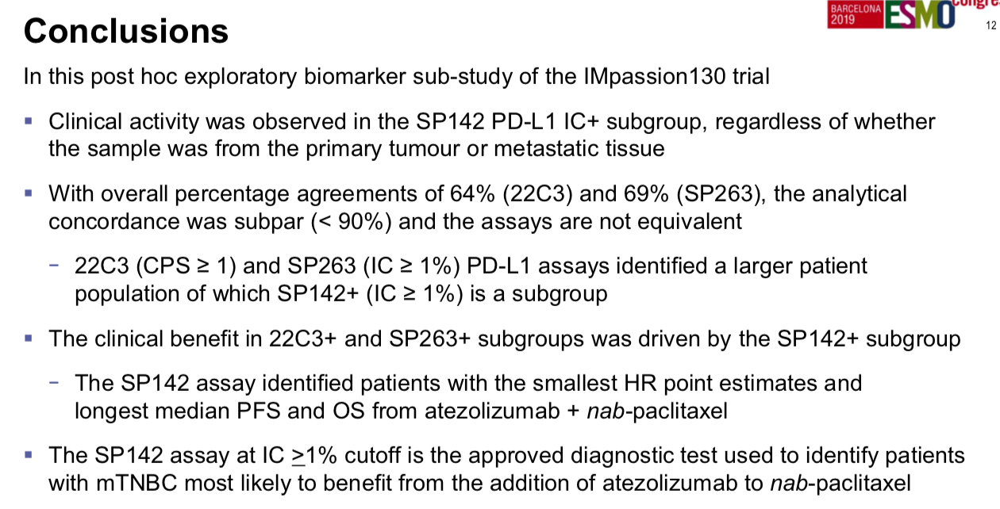 Conclusions
BARCELONA
2019
ESMO
congre
12
In this post hoc exploratory biomarker sub-study of the IMpassion130 trial
▪ Clinical activity was observed in the SP142 PD-L1 IC+ subgroup, regardless of whether
the sample was from the primary tumour or metastatic tissue
▪ With overall percentage agreements of 64% (22C3) and 69% (SP263), the analytical
concordance was subpar (< 90%) and the assays are not equivalent
– 22C3 (CPS ≥ 1) and SP263 (IC ≥ 1%) PD-L1 assays identified a larger patient
population of which SP142+ (IC ≥ 1%) is a subgroup
▪ The clinical benefit in 22C3+ and SP263+ subgroups was driven by the SP142+ subgroup
– The SP142 assay identified patients with the smallest HR point estimates and
longest median PFS and OS from atezolizumab + nab-paclitaxel
▪ The SP142 assay at IC ≥1% cutoff is the approved diagnostic test used to identify patients
with mTNBC most likely to benefit from the addition of atezolizumab to nab-paclitaxel